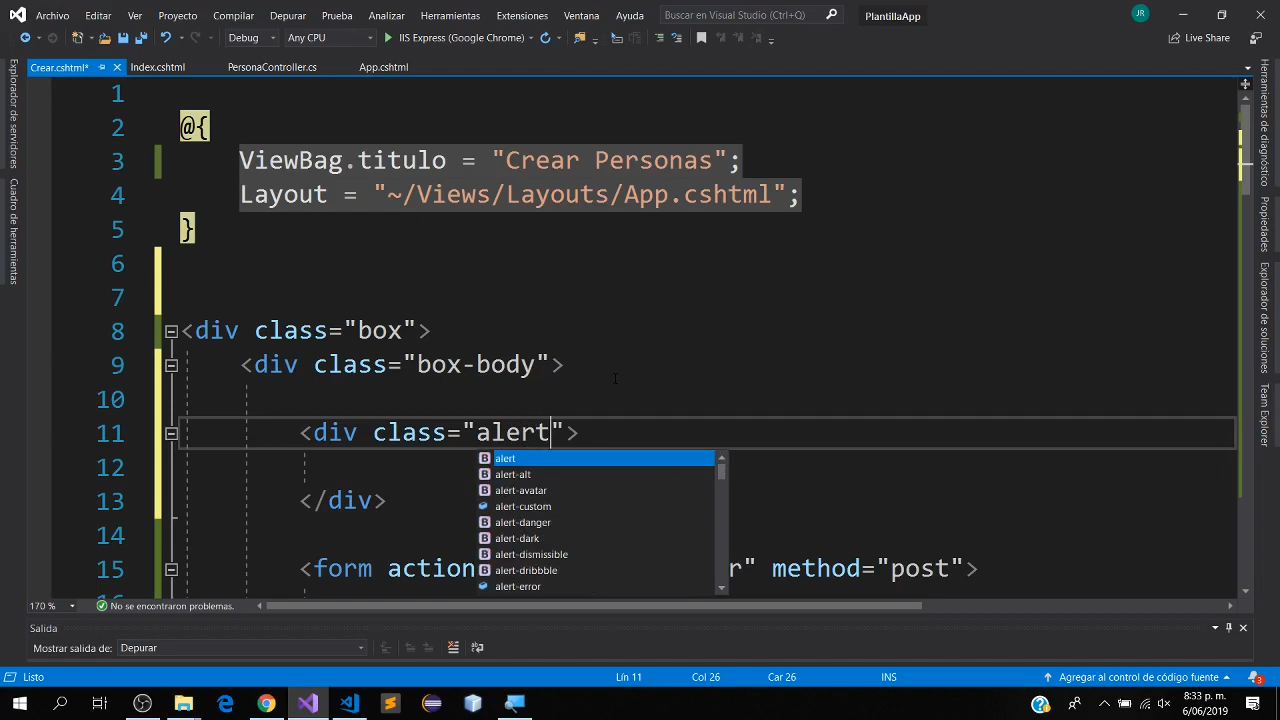 Archivo Editar Ver Proyecto Compilar Depurar Prueba Analizar Herramientas Extensiones Ventana Ayuda Buscar en Visual Studio (Ctrl+Q) PlantillaApp JR
Debug Any CPU IIS Express (Google Chrome) Live Share
Crear.cshtml* Index.cshtml PersonaController.cs App.cshtml
Explorador de servidores
Cuadro de herramientas
1
2 @{
3 ViewBag.titulo = "Crear Personas";
4 Layout = "~/Views/Layouts/App.cshtml";
5 }
6
7
8 <div class="box">
9 <div class="box-body">
10
11 <div class="alert">
12
13 </div>
14
15 <form action r" method="post">
alert
alert-alt
alert-avatar
alert-custom
alert-danger
alert-dark
alert-dismissible
alert-dribbble
alert-error
Herramientas de diagnóstico
Propiedades
Explorador de soluciones
Team Explorer
170 % No se encontraron problemas.
Salida
Mostrar salida de: Depurar
Listo Lín 11 Col 26 Car 26 INS Agregar al control de código fuente 3
8:33 p. m.
6/06/2019